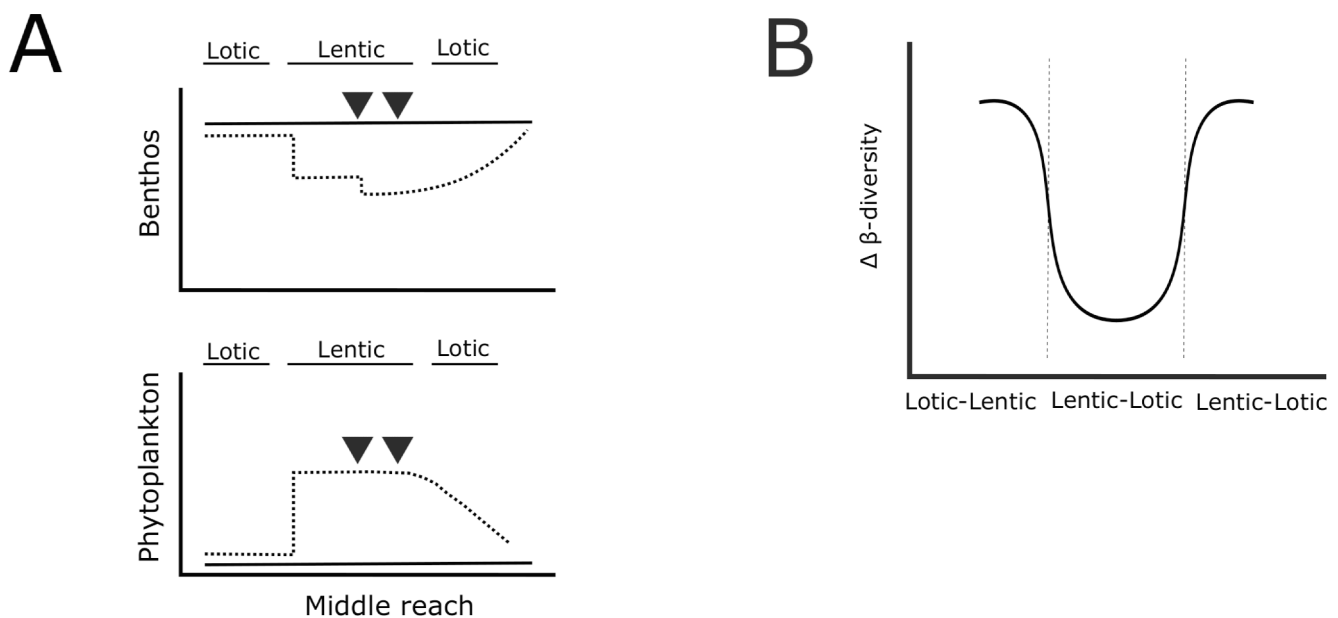 A
Lotic Lentic Lotic
Benthos
Lotic Lentic Lotic
Phytoplankton
Middle reach
B
Δ β-diversity
Lotic-Lentic Lentic-Lotic Lentic-Lotic